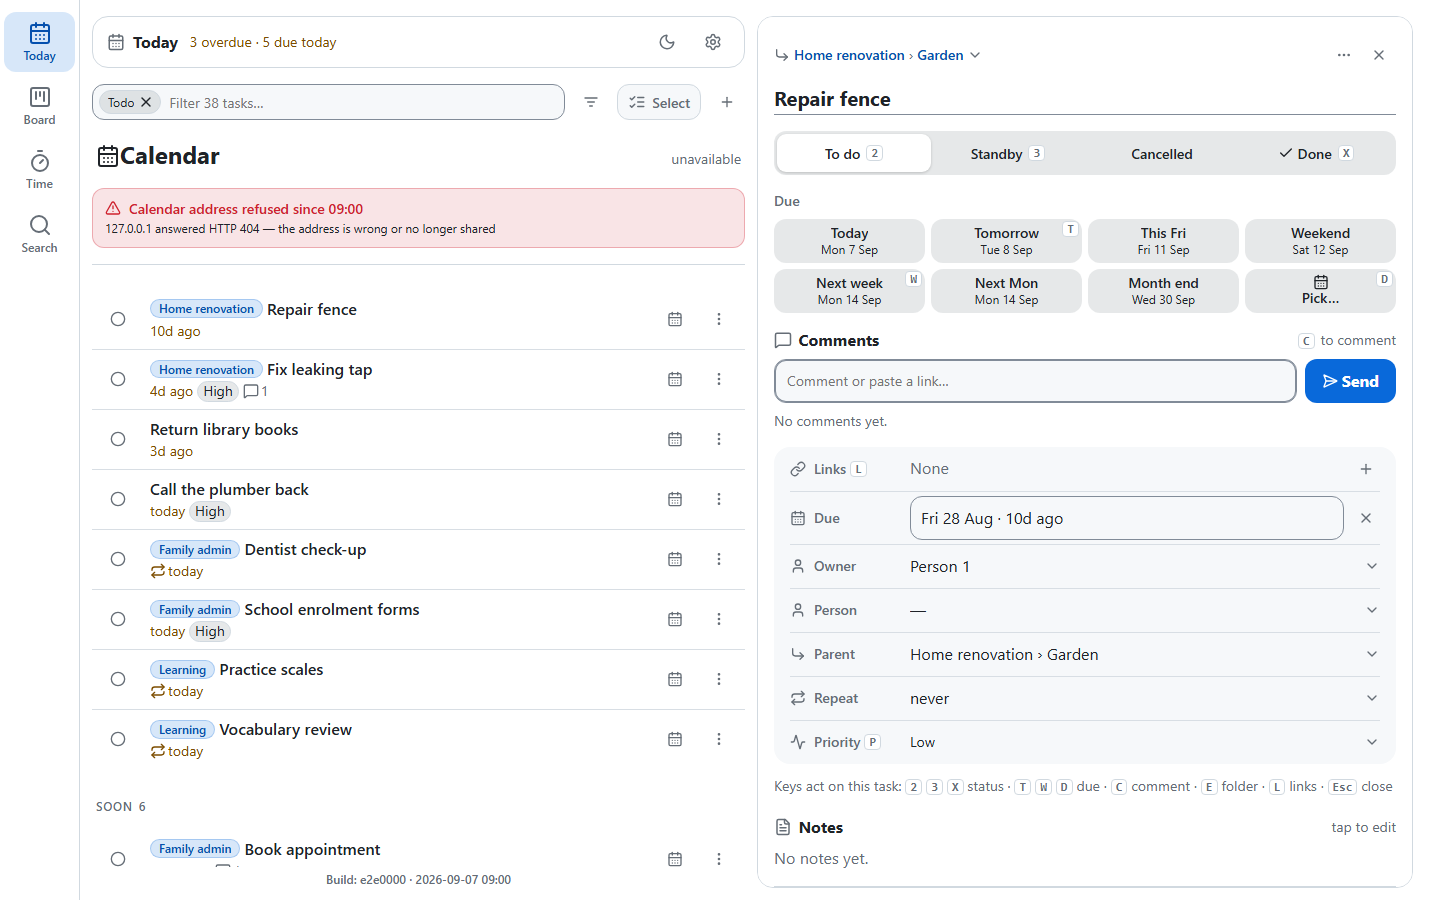 Today
Board
Time
Search
Today 3 overdue · 5 due today
Todo Filter 38 tasks... Select
Calendar unavailable
Calendar address refused since 09:00
127.0.0.1 answered HTTP 404 — the address is wrong or no longer shared
Home renovation Repair fence
10d ago
Home renovation Fix leaking tap
4d ago High 1
Return library books
3d ago
Call the plumber back
today High
Family admin Dentist check-up
today
Family admin School enrolment forms
today High
Learning Practice scales
today
Learning Vocabulary review
today
SOON 6
Family admin Book appointment
Build: e2e0000 · 2026-09-07 09:00
Home renovation › Garden
Repair fence
To do 2 Standby 3 Cancelled Done X
Due
Today Tomorrow T This Fri Weekend
Mon 7 Sep Tue 8 Sep Fri 11 Sep Sat 12 Sep
Next week W Next Mon Month end D
Mon 14 Sep Mon 14 Sep Wed 30 Sep Pick...
Comments C to comment
Comment or paste a link... Send
No comments yet.
Links L None
Due Fri 28 Aug · 10d ago
Owner Person 1
Person —
Parent Home renovation › Garden
Repeat never
Priority P Low
Keys act on this task: 2 3 X status · T W D due · C comment · E folder · L links · Esc close
Notes tap to edit
No notes yet.